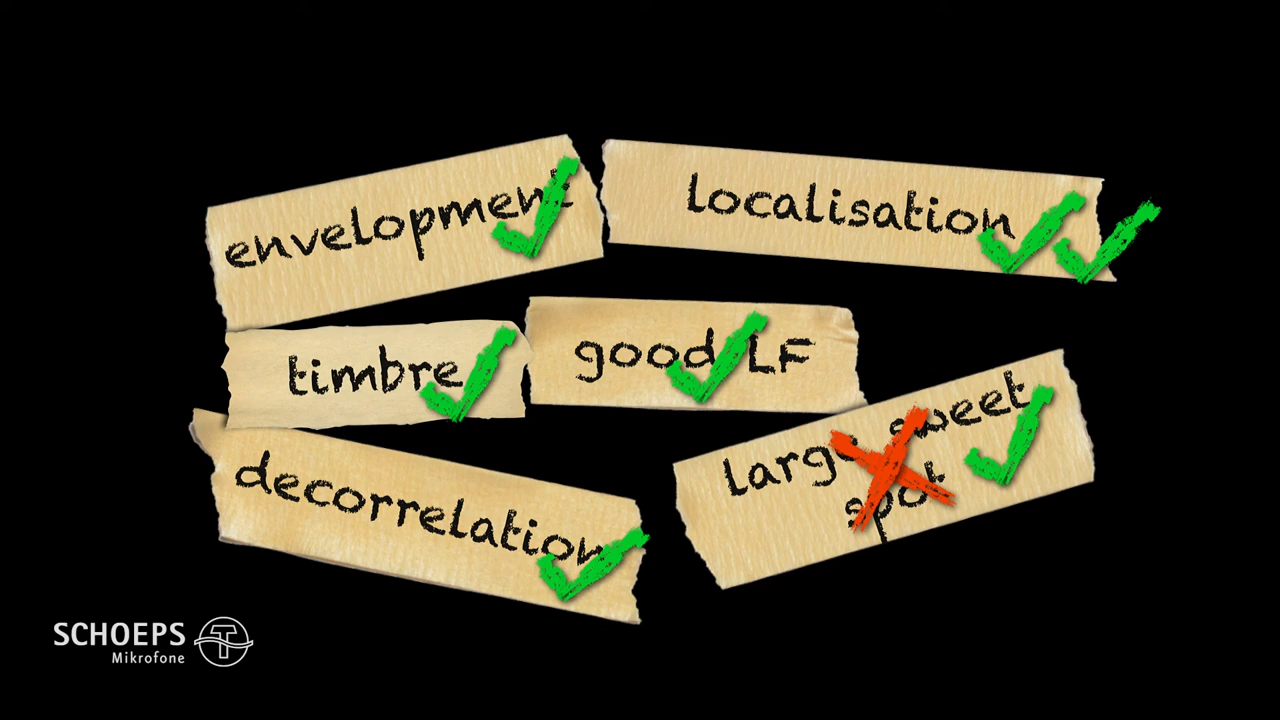 envelopment
localisation
timbre
good LF
large sweet
spot
decorrelation
SCHOEPS
Mikrofone